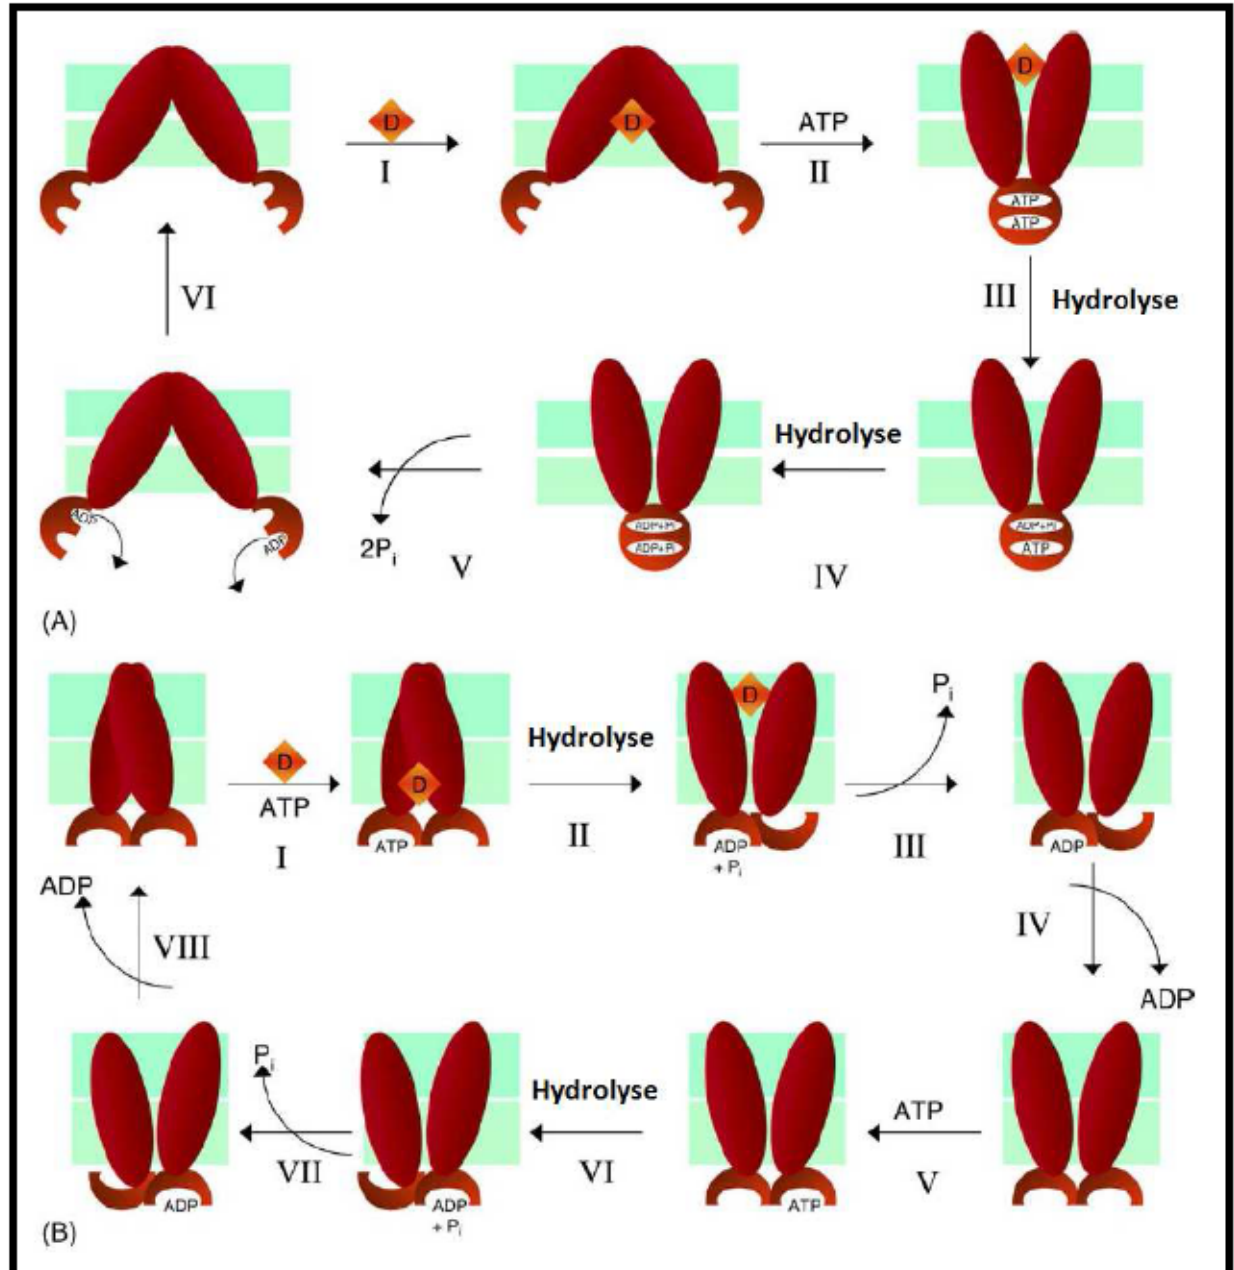 D
I
D
ATP
II
D
ATP
ATP
III
Hydrolyse
ADP+Pi
ATP
Hydrolyse
IV
ADP+Pi
ADP+Pi
2Pi
V
ADP
ADP
VI
(A)
D
ATP
I
D
ATP
Hydrolyse
II
D
ADP
+ Pi
Pi
III
ADP
IV
ADP
ATP
V
ATP
Hydrolyse
VI
ADP
+ Pi
Pi
VII
ADP
ADP
VIII
(B)